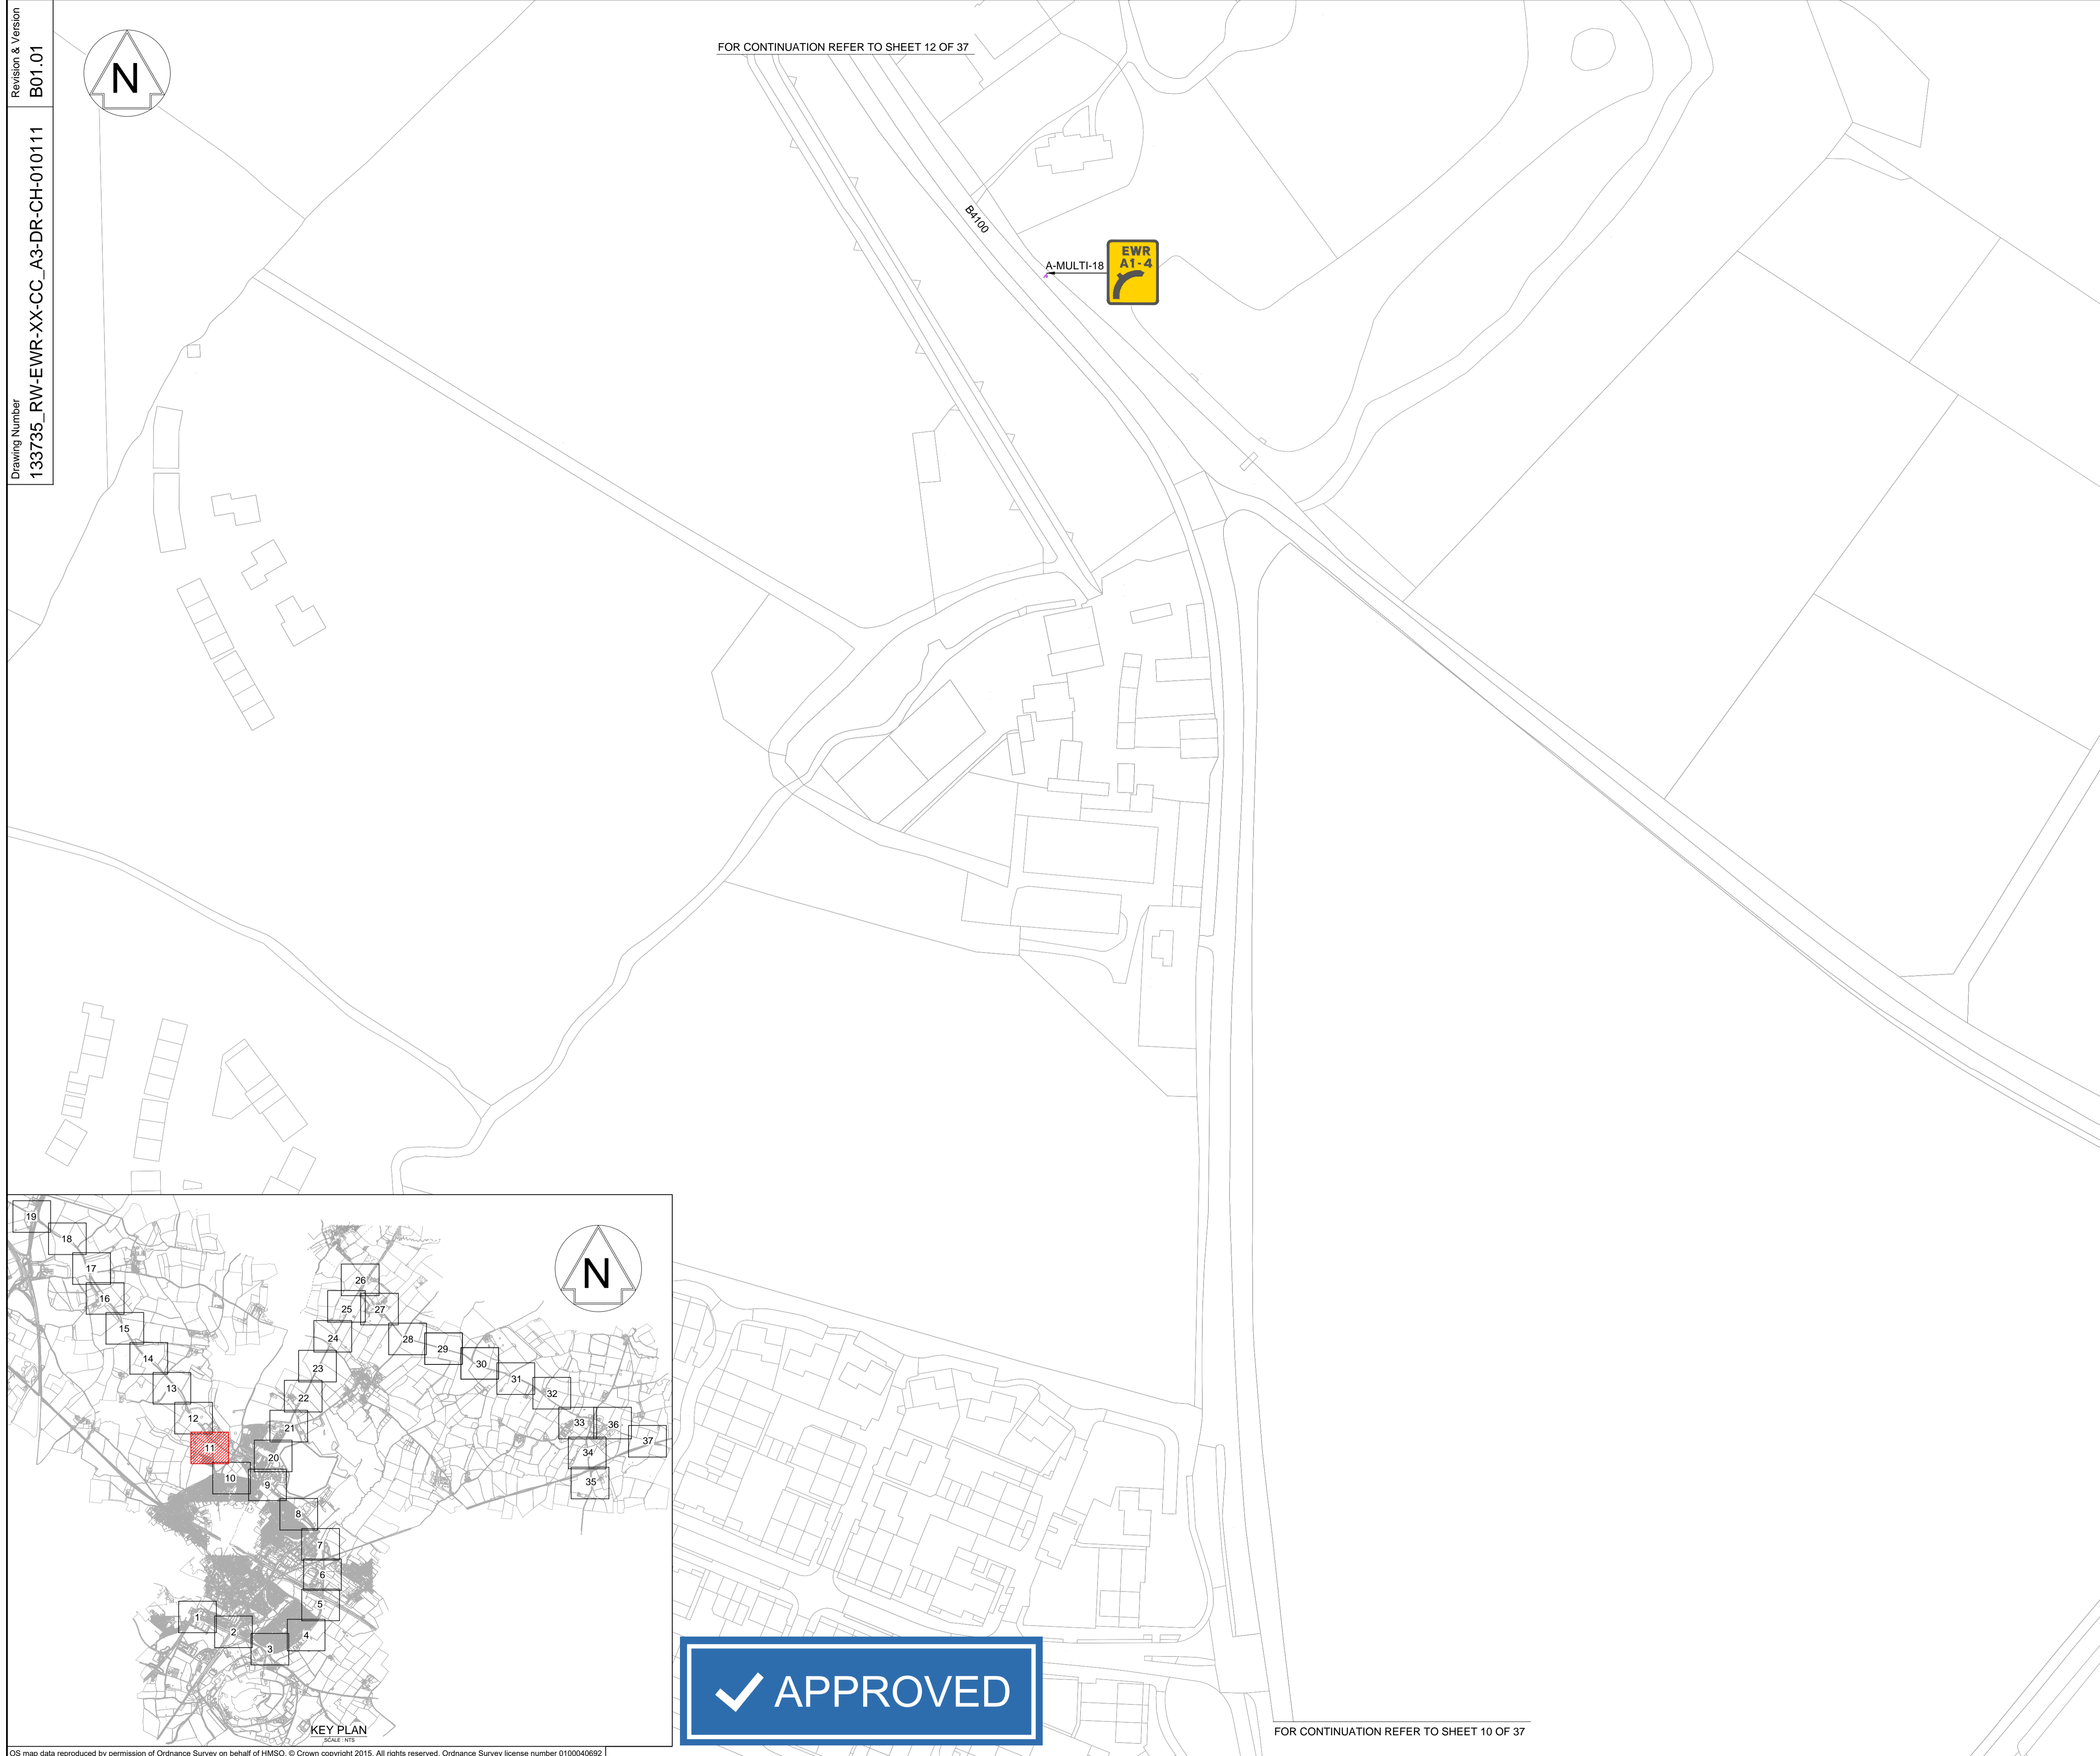 Revision & Version
B01.01
Drawing Number
133735_RW-EWR-XX-CC_A3-DR-CH-010111
N
FOR CONTINUATION REFER TO SHEET 12 OF 37
B4100
A-MULTI-18
EWR
A1-4
19
18
17
16
15
14
13
12
11
10
N
26
25
27
24
28
29
23
30
31
22
32
21
33
36
37
20
34
9
35
8
7
6
5
1
2
4
3
KEY PLAN
SCALE : NTS
APPROVED
FOR CONTINUATION REFER TO SHEET 10 OF 37
OS map data reproduced by permission of Ordnance Survey on behalf of HMSO. © Crown copyright 2015. All rights reserved. Ordnance Survey license number 0100040692